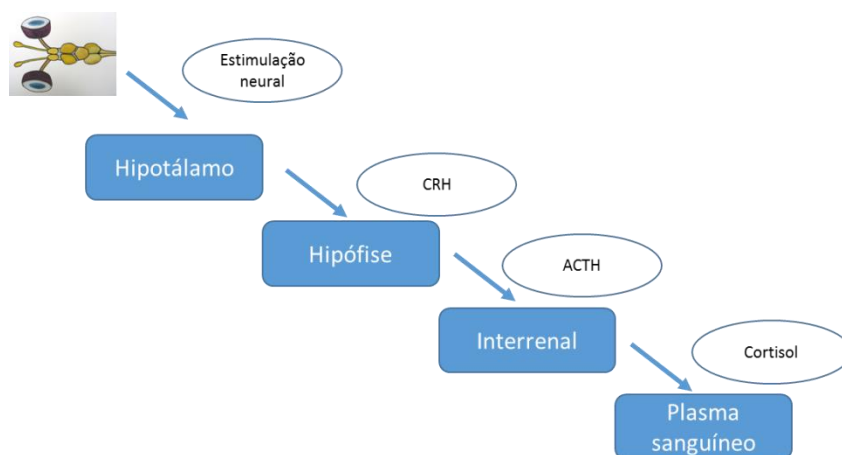 Estimulação
neural
Hipotálamo
CRH
Hipófise
ACTH
Interrenal
Cortisol
Plasma
sanguíneo